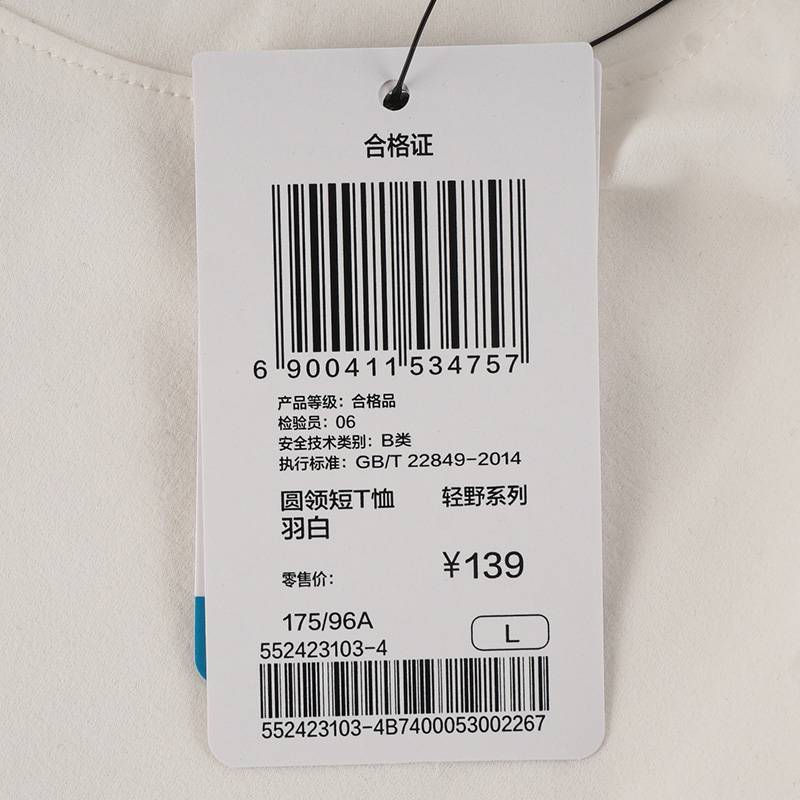 合格证
6 900411 534757
产品等级：合格品
检验员：06
安全技术类别：B类
执行标准：GB/T 22849-2014
圆领短T恤 轻野系列
羽白
零售价： ¥139
175/96A L
552423103-4
552423103-4B7400053002267